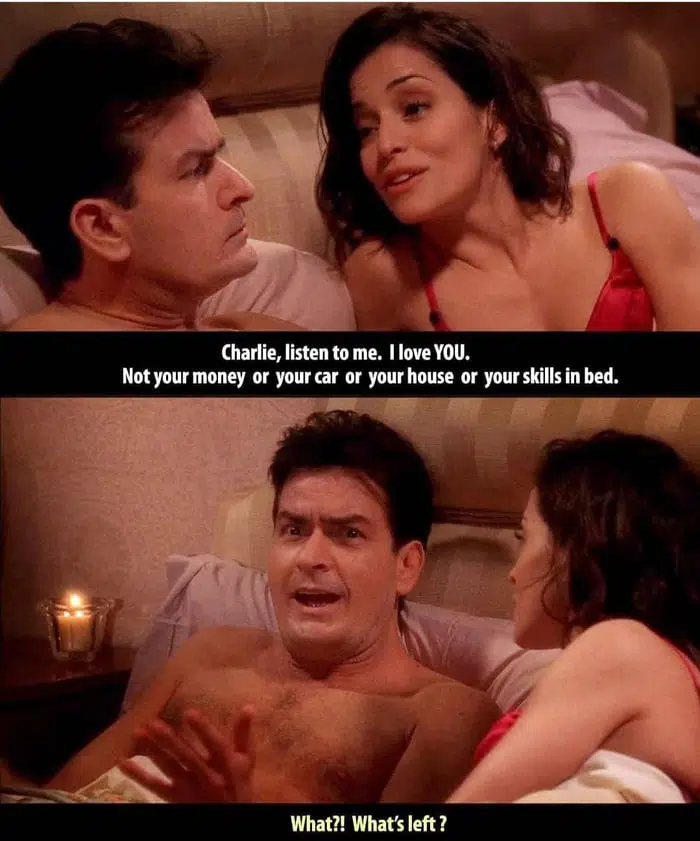 Charlie, listen to me. I love YOU.
Not your money or your car or your house or your skills in bed.
What?! What's left ?